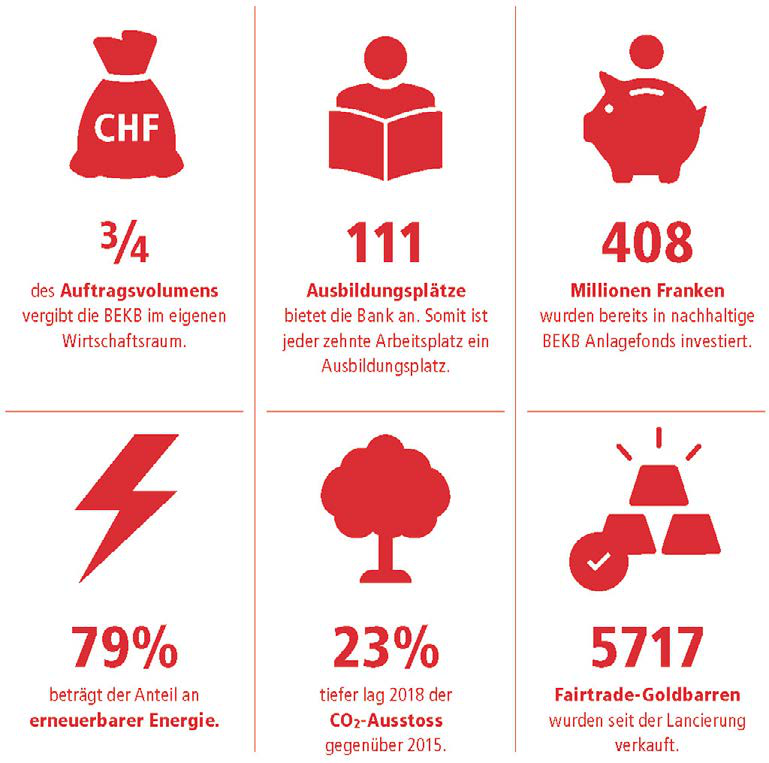 CHF
¾
des Auftragsvolumens
vergibt die BEKB im eigenen
Wirtschaftsraum.
111
Ausbildungsplätze
bietet die Bank an. Somit ist
jeder zehnte Arbeitsplatz ein
Ausbildungsplatz.
408
Millionen Franken
wurden bereits in nachhaltige
BEKB Anlagefonds investiert.
79%
beträgt der Anteil an
erneuerbarer Energie.
23%
tiefer lag 2018 der
CO₂-Ausstoss
gegenüber 2015.
5717
Fairtrade-Goldbarren
wurden seit der Lancierung
verkauft.